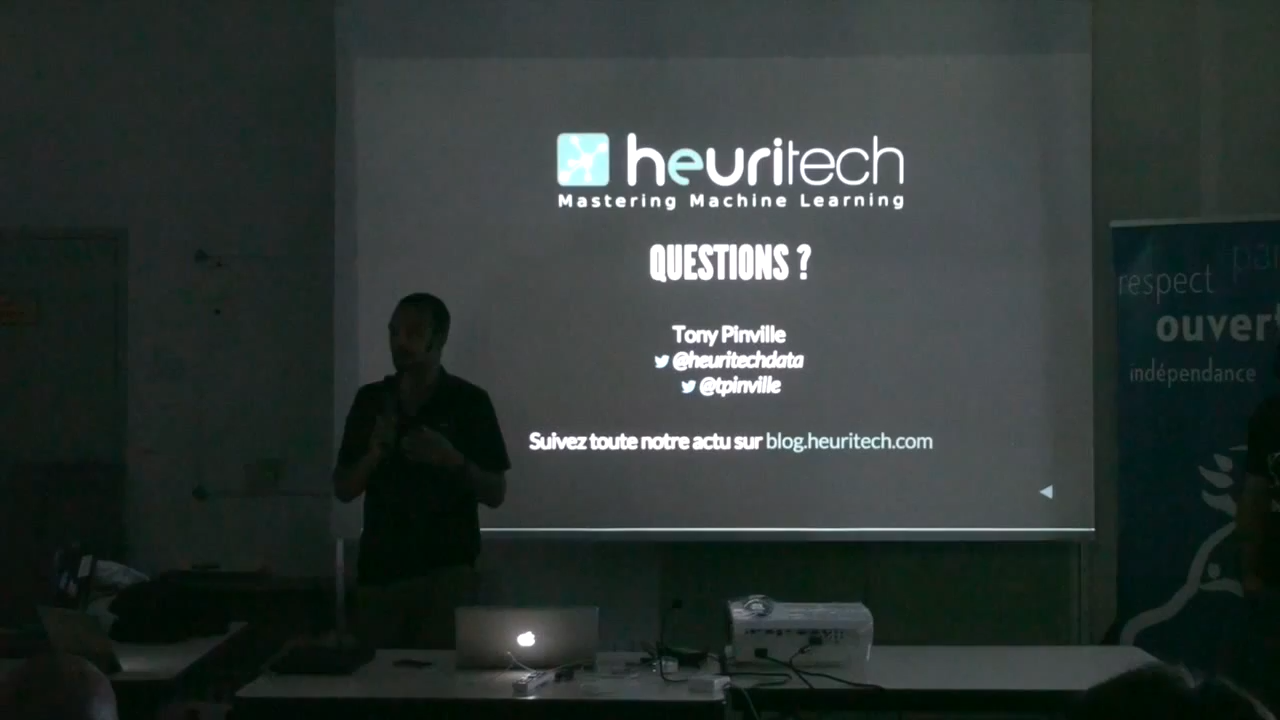 heuritech
Mastering Machine Learning
QUESTIONS ?
Tony Pinville
@heuritechdata
@tpinville
Suivez toute notre actu sur blog.heuritech.com
respect
ouvert
indépendance